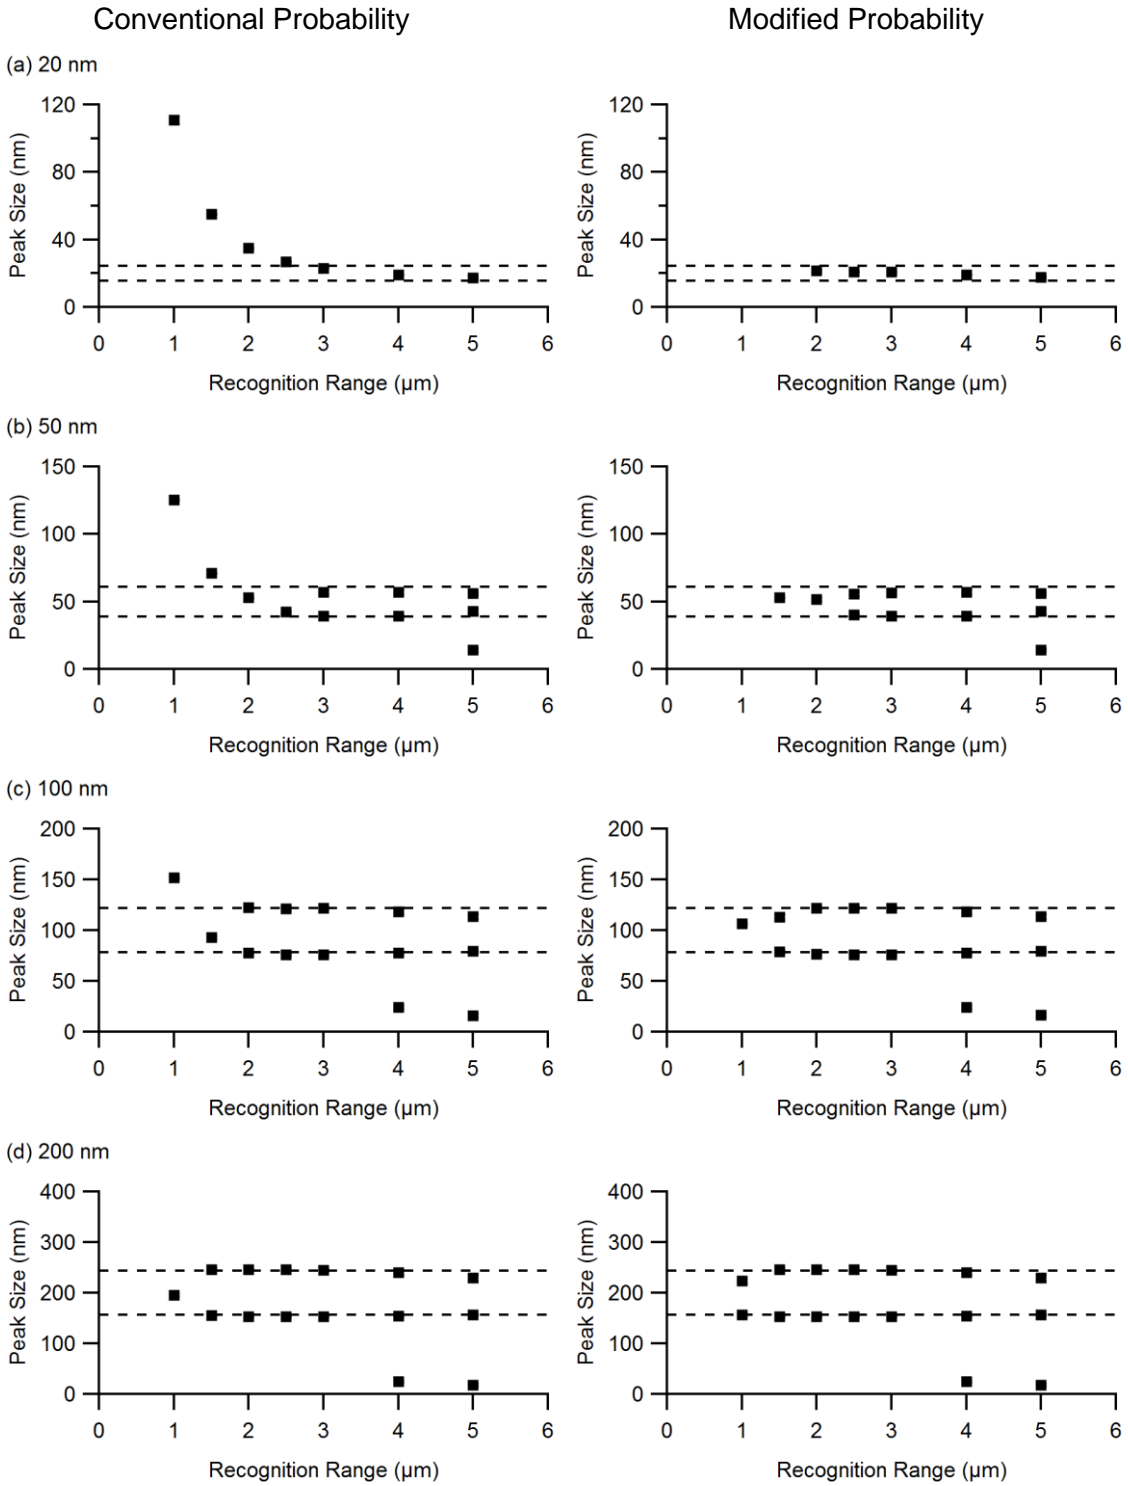 Conventional Probability
Modified Probability
(a) 20 nm
120
80
40
0
Peak Size (nm)
0 1 2 3 4 5 6
Recognition Range (µm)
120
80
40
0
Peak Size (nm)
0 1 2 3 4 5 6
Recognition Range (µm)
(b) 50 nm
150
100
50
0
Peak Size (nm)
0 1 2 3 4 5 6
Recognition Range (µm)
150
100
50
0
Peak Size (nm)
0 1 2 3 4 5 6
Recognition Range (µm)
(c) 100 nm
200
150
100
50
0
Peak Size (nm)
0 1 2 3 4 5 6
Recognition Range (µm)
200
150
100
50
0
Peak Size (nm)
0 1 2 3 4 5 6
Recognition Range (µm)
(d) 200 nm
400
300
200
100
0
Peak Size (nm)
0 1 2 3 4 5 6
Recognition Range (µm)
400
300
200
100
0
Peak Size (nm)
0 1 2 3 4 5 6
Recognition Range (µm)